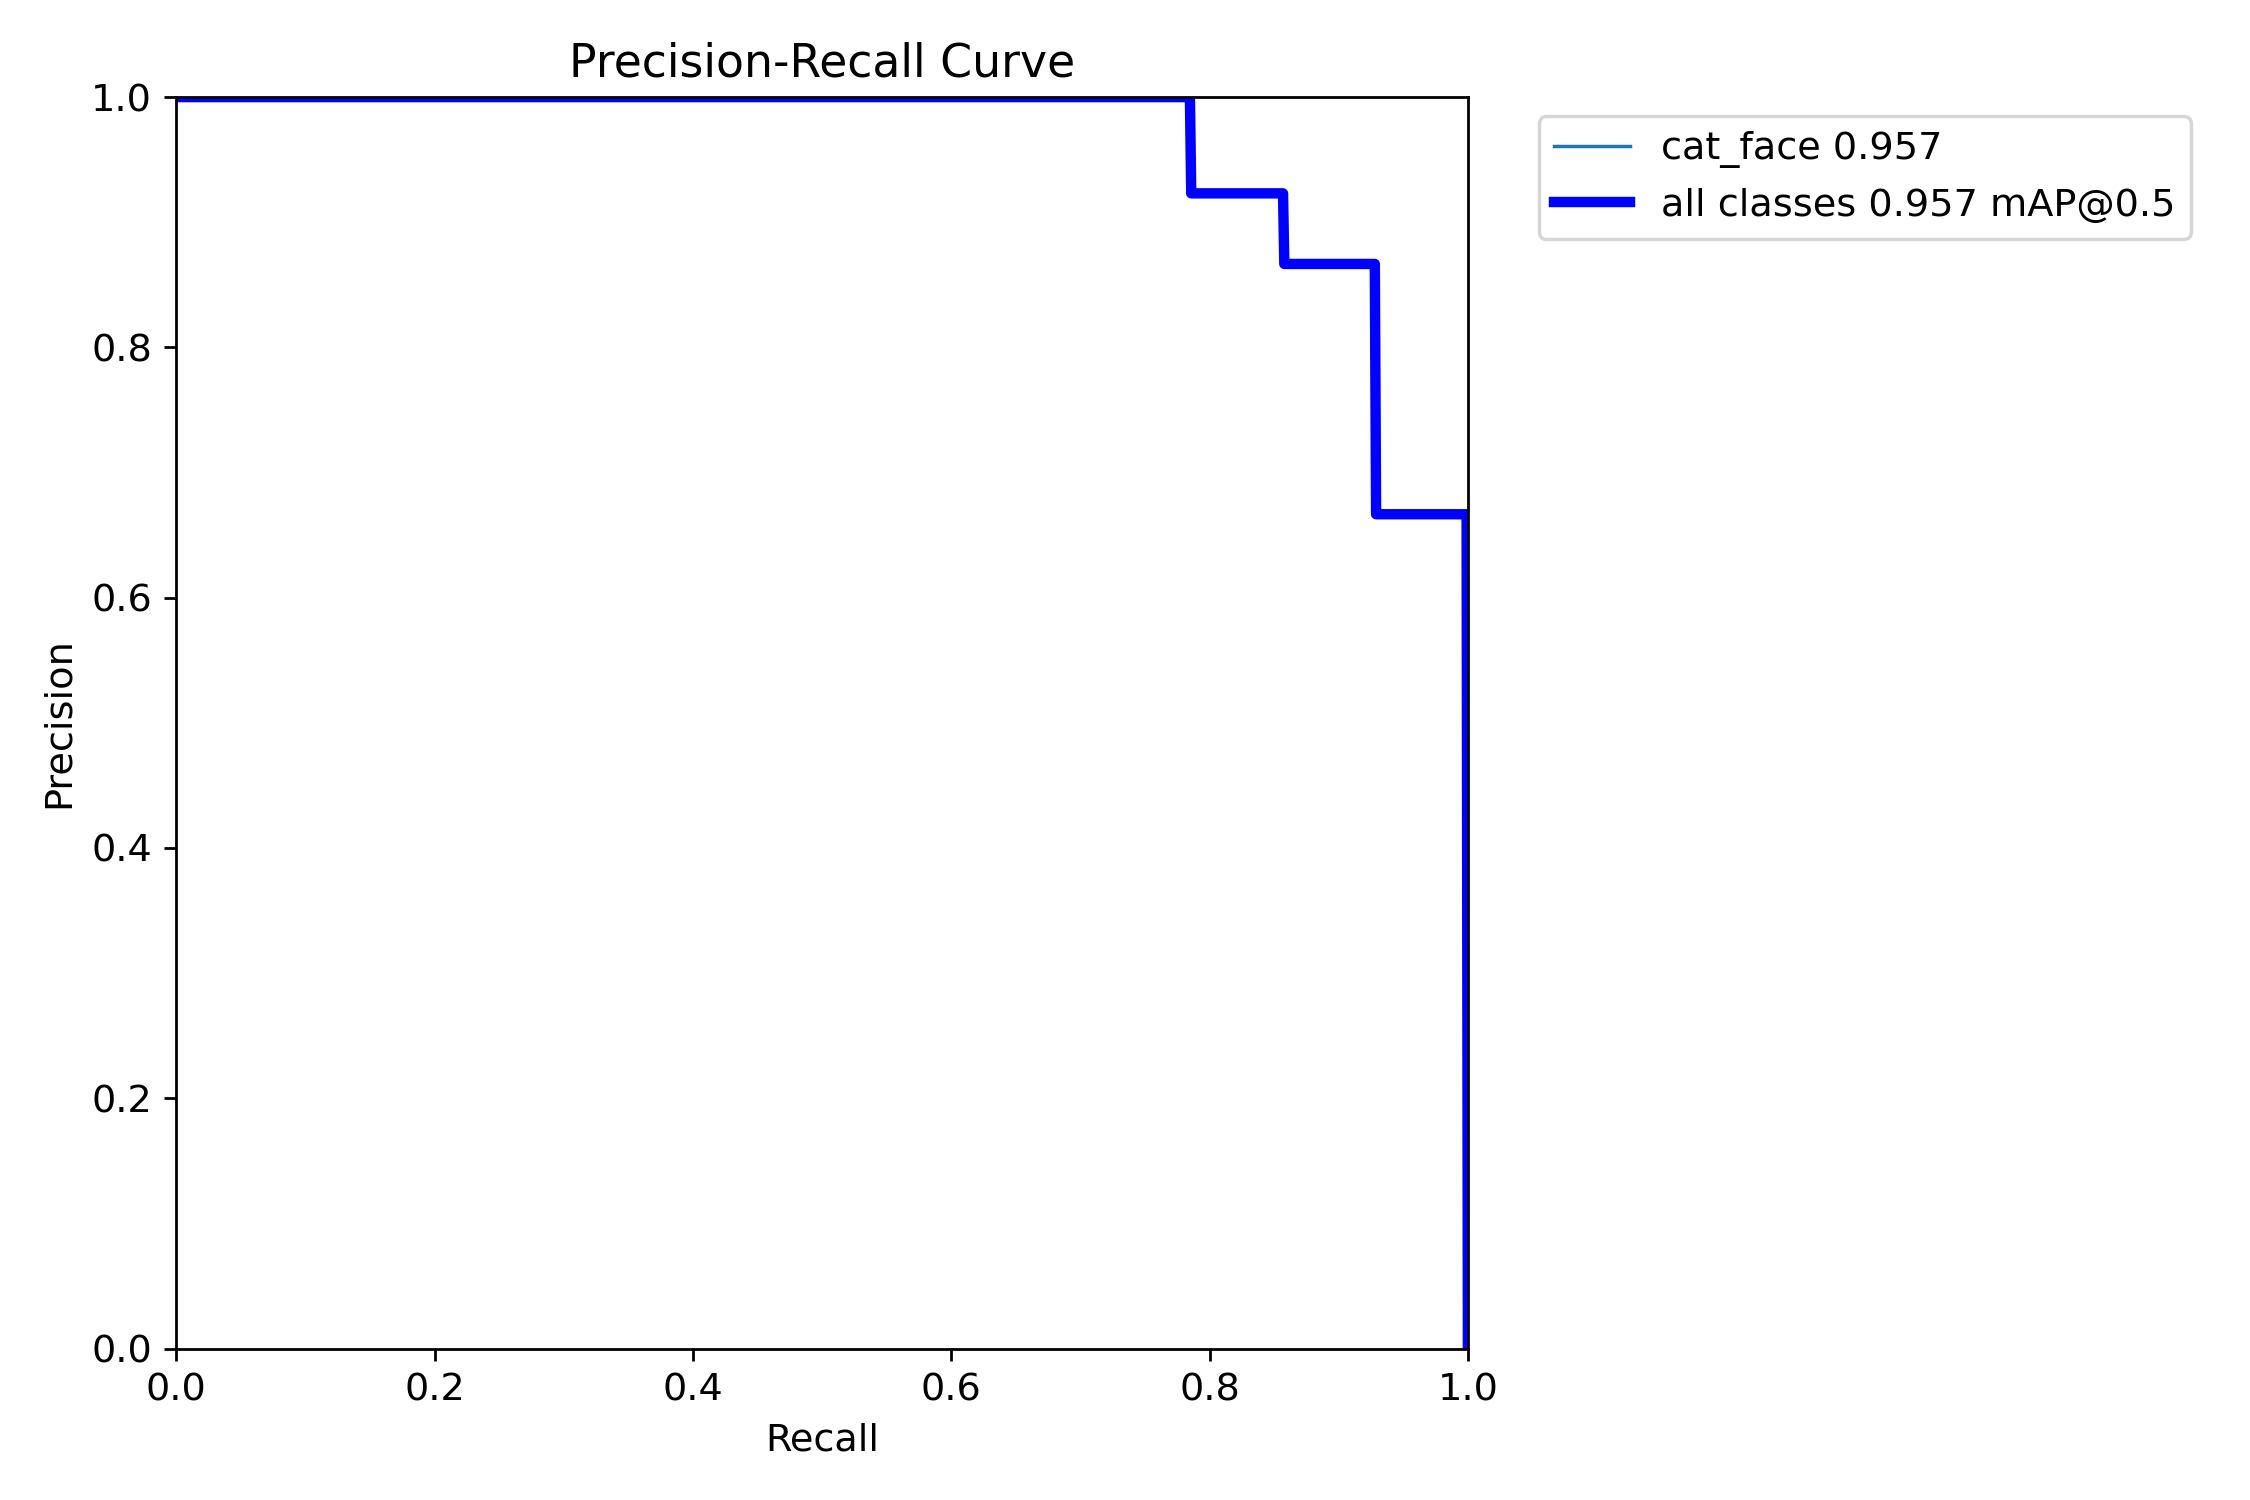 Precision-Recall Curve
1.0
0.8
0.6
0.4
0.2
0.0
Precision
0.0 0.2 0.4 0.6 0.8 1.0
Recall
cat_face 0.957
all classes 0.957 mAP@0.5